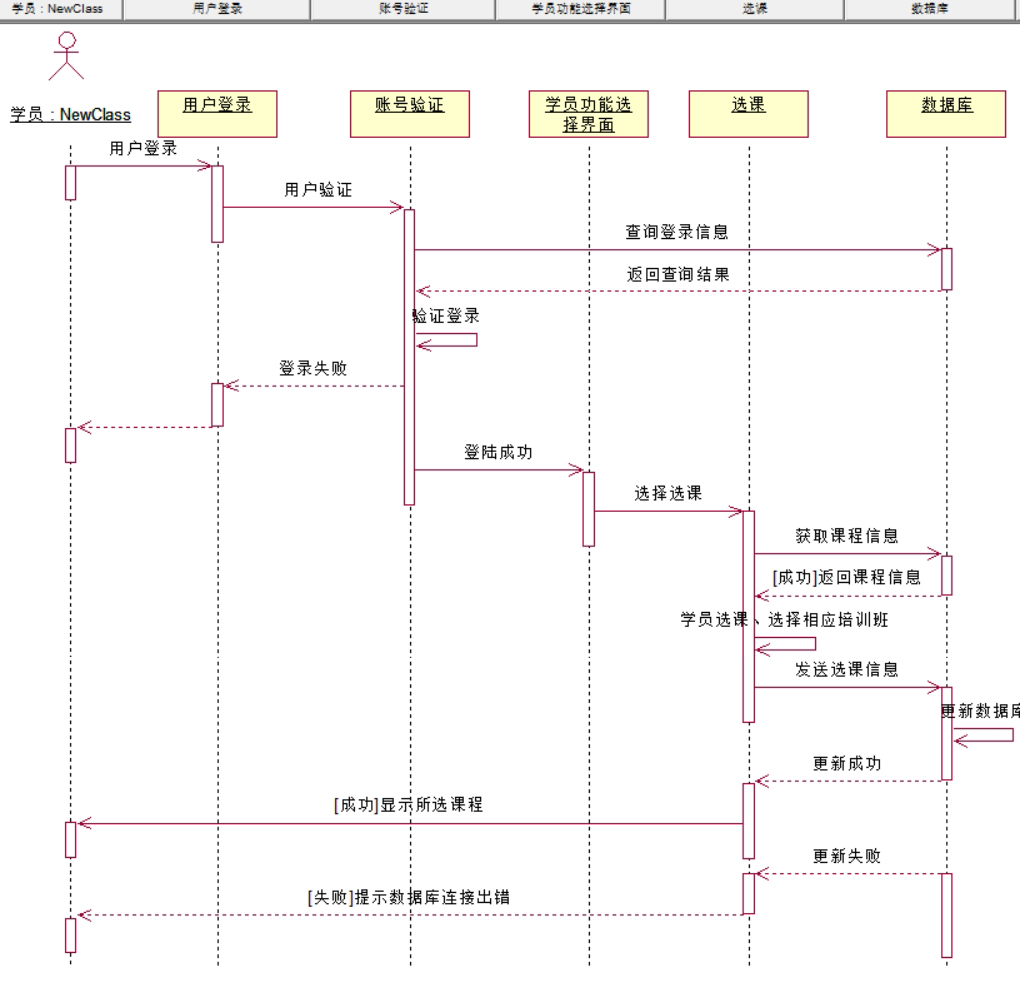 学员 : NewClass
用户登录
账号验证
学员功能选择界面
选课
数据库
学员 : NewClass
用户登录
账号验证
学员功能选
择界面
选课
数据库
用户登录
用户验证
查询登录信息
返回查询结果
验证登录
登录失败
登陆成功
选择选课
获取课程信息
[成功]返回课程信息
学员选课、选择相应培训班
发送选课信息
更新数据库
更新成功
[成功]显示所选课程
更新失败
[失败]提示数据库连接出错